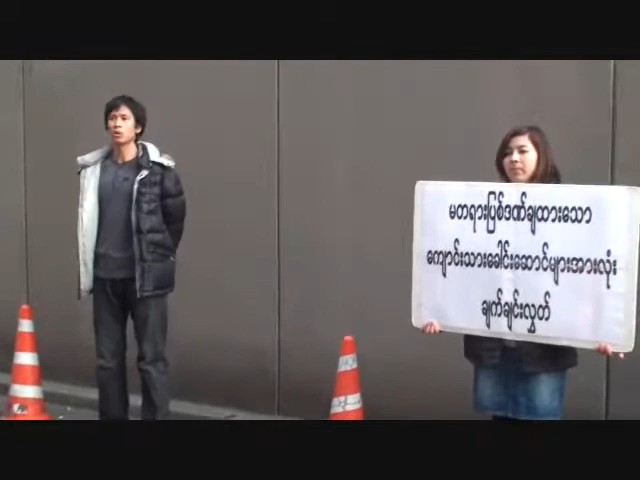 မတရားပြစ်ဒဏ်ချထားသော
ကျောင်းသားခေါင်းဆောင်များအားလုံး
ချက်ချင်းလွှတ်